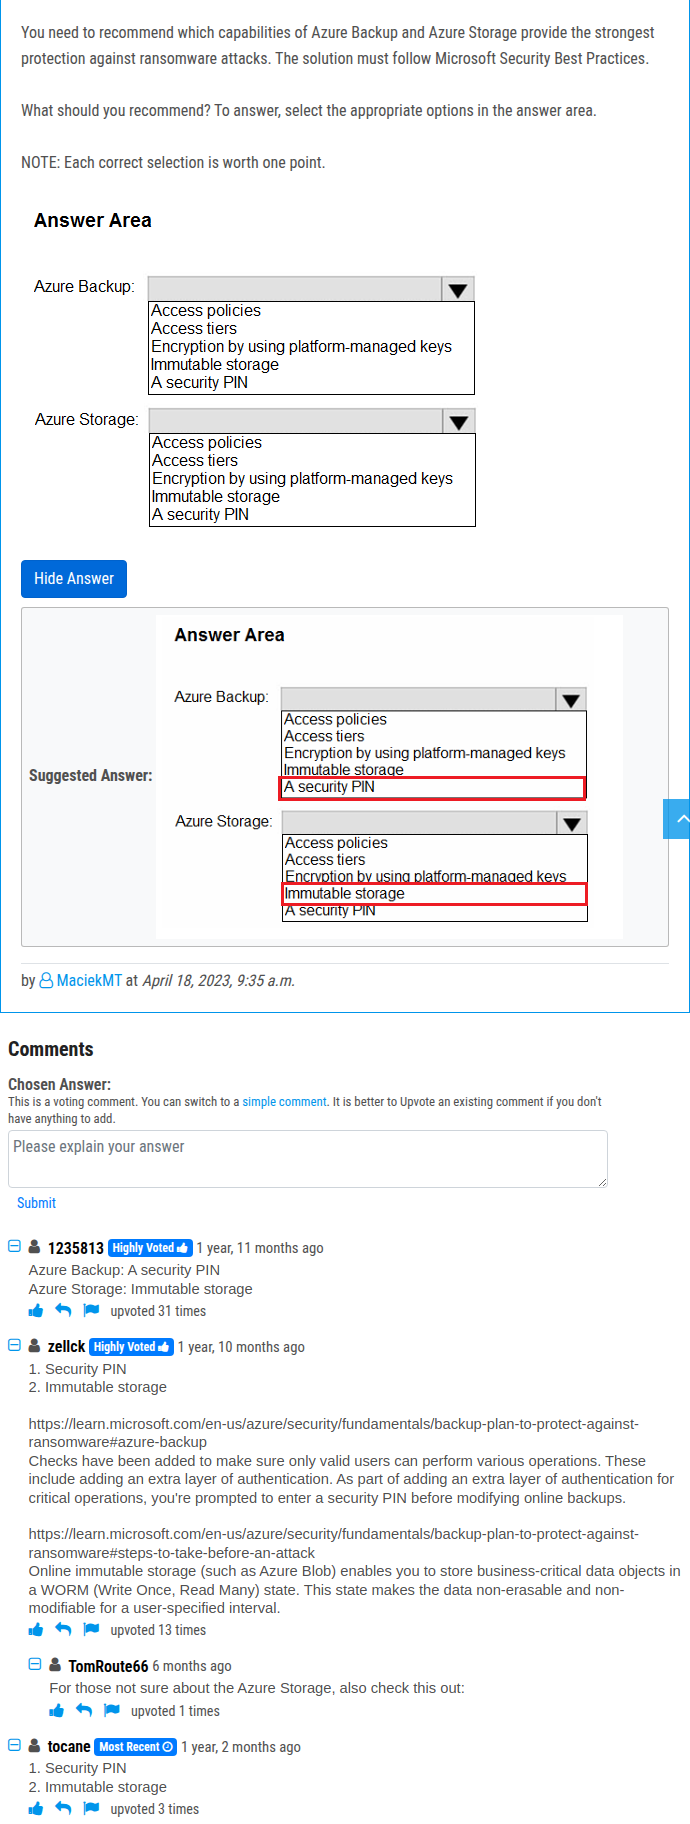 You need to recommend which capabilities of Azure Backup and Azure Storage provide the strongest
protection against ransomware attacks. The solution must follow Microsoft Security Best Practices.
What should you recommend? To answer, select the appropriate options in the answer area.
NOTE: Each correct selection is worth one point.
Answer Area
Azure Backup:
Access policies
Access tiers
Encryption by using platform-managed keys
Immutable storage
A security PIN
Azure Storage:
Access policies
Access tiers
Encryption by using platform-managed keys
Immutable storage
A security PIN
Hide Answer
Suggested Answer:
Answer Area
Azure Backup:
Access policies
Access tiers
Encryption by using platform-managed keys
Immutable storage
A security PIN
Azure Storage:
Access policies
Access tiers
Encryption by using platform-managed keys
Immutable storage
A security PIN
by MaciekMT at April 18, 2023, 9:35 a.m.
Comments
Chosen Answer:
This is a voting comment. You can switch to a simple comment. It is better to Upvote an existing comment if you don't
have anything to add.
Please explain your answer
Submit
1235813 Highly Voted 1 year, 11 months ago
Azure Backup: A security PIN
Azure Storage: Immutable storage
upvoted 31 times
zellck Highly Voted 1 year, 10 months ago
1. Security PIN
2. Immutable storage
https://learn.microsoft.com/en-us/azure/security/fundamentals/backup-plan-to-protect-against-
ransomware#azure-backup
Checks have been added to make sure only valid users can perform various operations. These
include adding an extra layer of authentication. As part of adding an extra layer of authentication for
critical operations, you're prompted to enter a security PIN before modifying online backups.
https://learn.microsoft.com/en-us/azure/security/fundamentals/backup-plan-to-protect-against-
ransomware#steps-to-take-before-an-attack
Online immutable storage (such as Azure Blob) enables you to store business-critical data objects in
a WORM (Write Once, Read Many) state. This state makes the data non-erasable and non-
modifiable for a user-specified interval.
upvoted 13 times
TomRoute66 6 months ago
For those not sure about the Azure Storage, also check this out:
upvoted 1 times
tocane Most Recent 1 year, 2 months ago
1. Security PIN
2. Immutable storage
upvoted 3 times